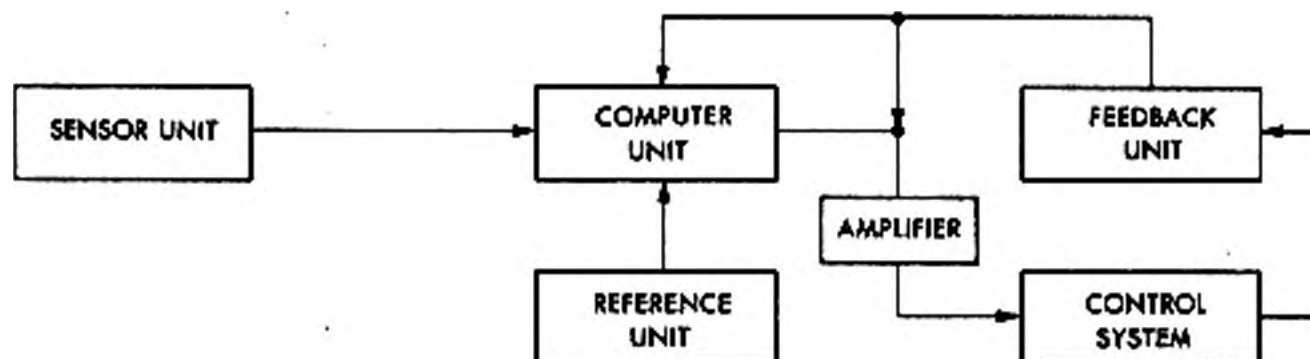 SENSOR UNIT
COMPUTER
UNIT
FEEDBACK
UNIT
AMPLIFIER
REFERENCE
UNIT
CONTROL
SYSTEM